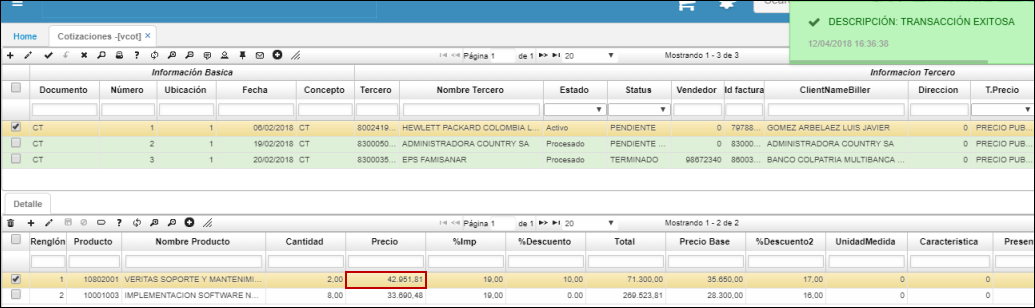 Sear
DESCRIPCIÓN: TRANSACCIÓN EXITOSA
12/04/2018 16:36:38
Home Cotizaciones -[vcot] ×
Página 1 de 1 20 Mostrando 1 - 3 de 3
Información Basica Informacion Tercero
Documento Número Ubicación Fecha Concepto Tercero Nombre Tercero Estado Status Vendedor Id factura ClientNameBiller Direccion T.Precio
CT 1 1 06/02/2018 CT 8002419... HEWLETT PACKARD COLOMBIA L... Activo PENDIENTE 0 79788... GOMEZ ARBELAEZ LUIS JAVIER 0 PRECIO PUB...
CT 2 1 19/02/2018 CT 8300050... ADMINISTRADORA COUNTRY SA Procesado PENDIENTE ... 0 83000... ADMINISTRADORA COUNTRY SA 0 PRECIO PUB...
CT 3 1 20/02/2018 CT 8300035... EPS FAMISANAR Procesado TERMINADO 98672340 86003... BANCO COLPATRIA MULTIBANCA ... 0 PRECIO PUB...
Detalle
Página 1 de 1 20 Mostrando 1 - 2 de 2
Renglón Producto Nombre Producto Cantidad Precio %Imp %Descuento Total Precio Base %Descuento2 UnidadMedida Caracteristica Presen
1 10802001 VERITAS SOPORTE Y MANTENIMI... 2,00 42.951,81 19,00 10,00 71.300,00 35.650,00 17,00 0 0
2 10001003 IMPLEMENTACION SOFTWARE N... 8,00 33.690,48 19,00 0,00 269.523,81 28.300,00 16,00 0 0